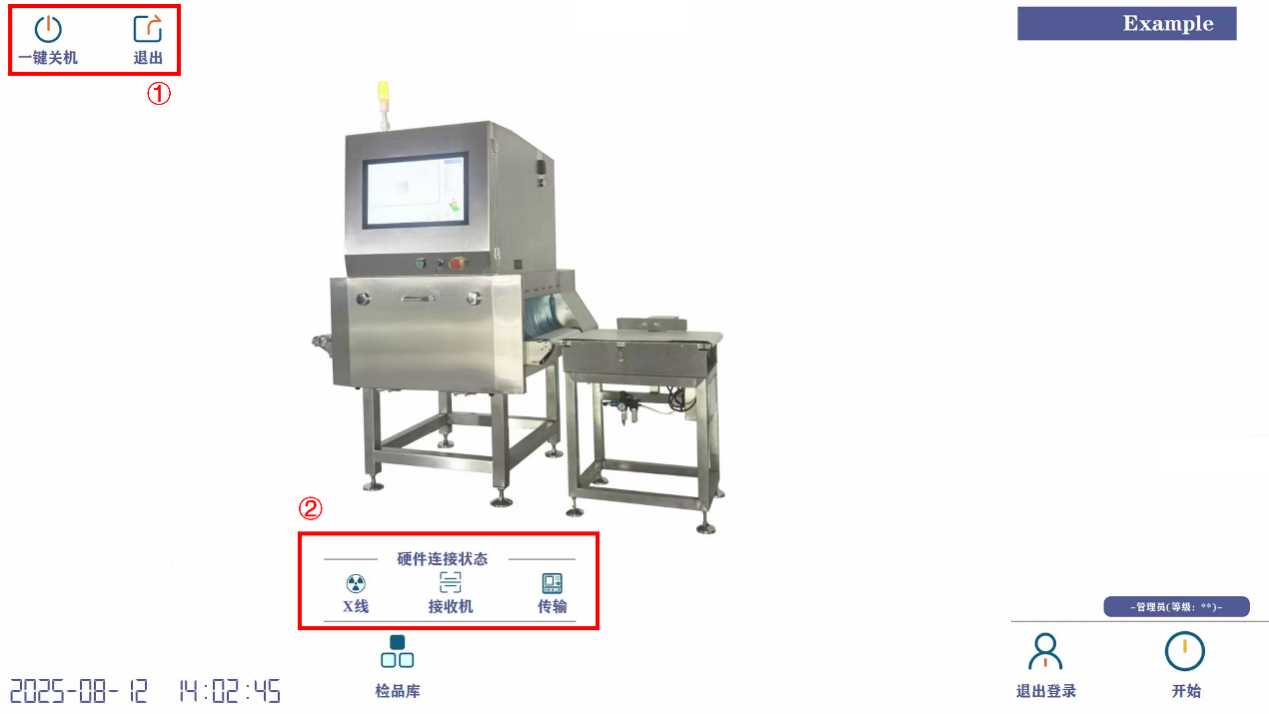 一键关机 退出
Example
①
②
硬件连接状态
X线 接收机 传输
-管理员(等级: **)-
检品库
退出登录 开始
2025-08-12 14:02:45